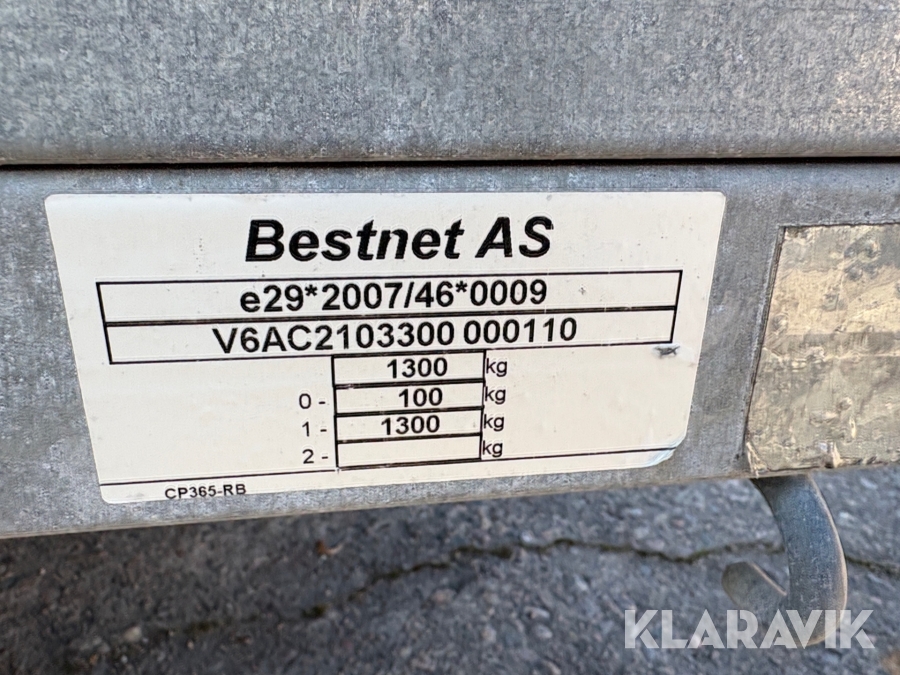 Bestnet AS
e29*2007/46*0009
V6AC2103300 000110
1300 kg
0 - 100 kg
1 - 1300 kg
2 - kg
CP365-RB
KLARAVIK